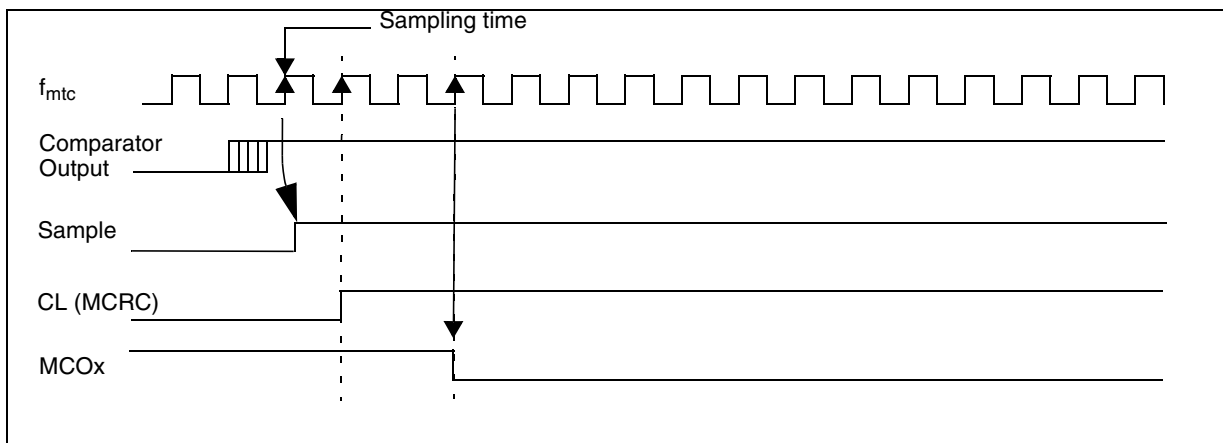 Sampling time
fmtc
Comparator
Output
Sample
CL (MCRC)
MCOx